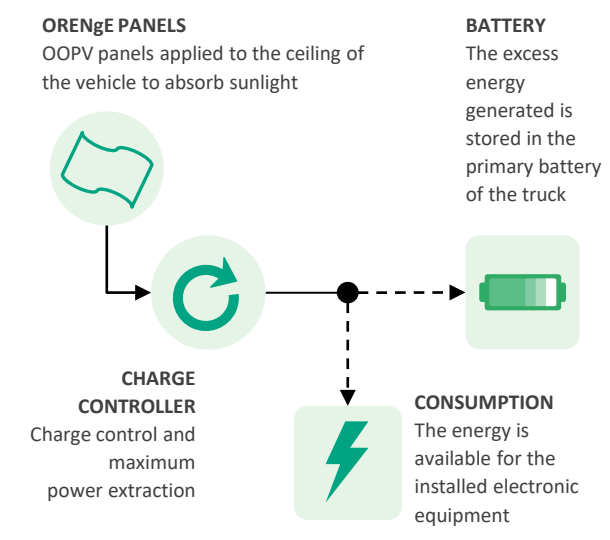 ORENgE PANELS
OOPV panels applied to the ceiling of
the vehicle to absorb sunlight
BATTERY
The excess
energy
generated is
stored in the
primary battery
of the truck
CHARGE
CONTROLLER
Charge control and
maximum
power extraction
CONSUMPTION
The energy is
available for the
installed electronic
equipment